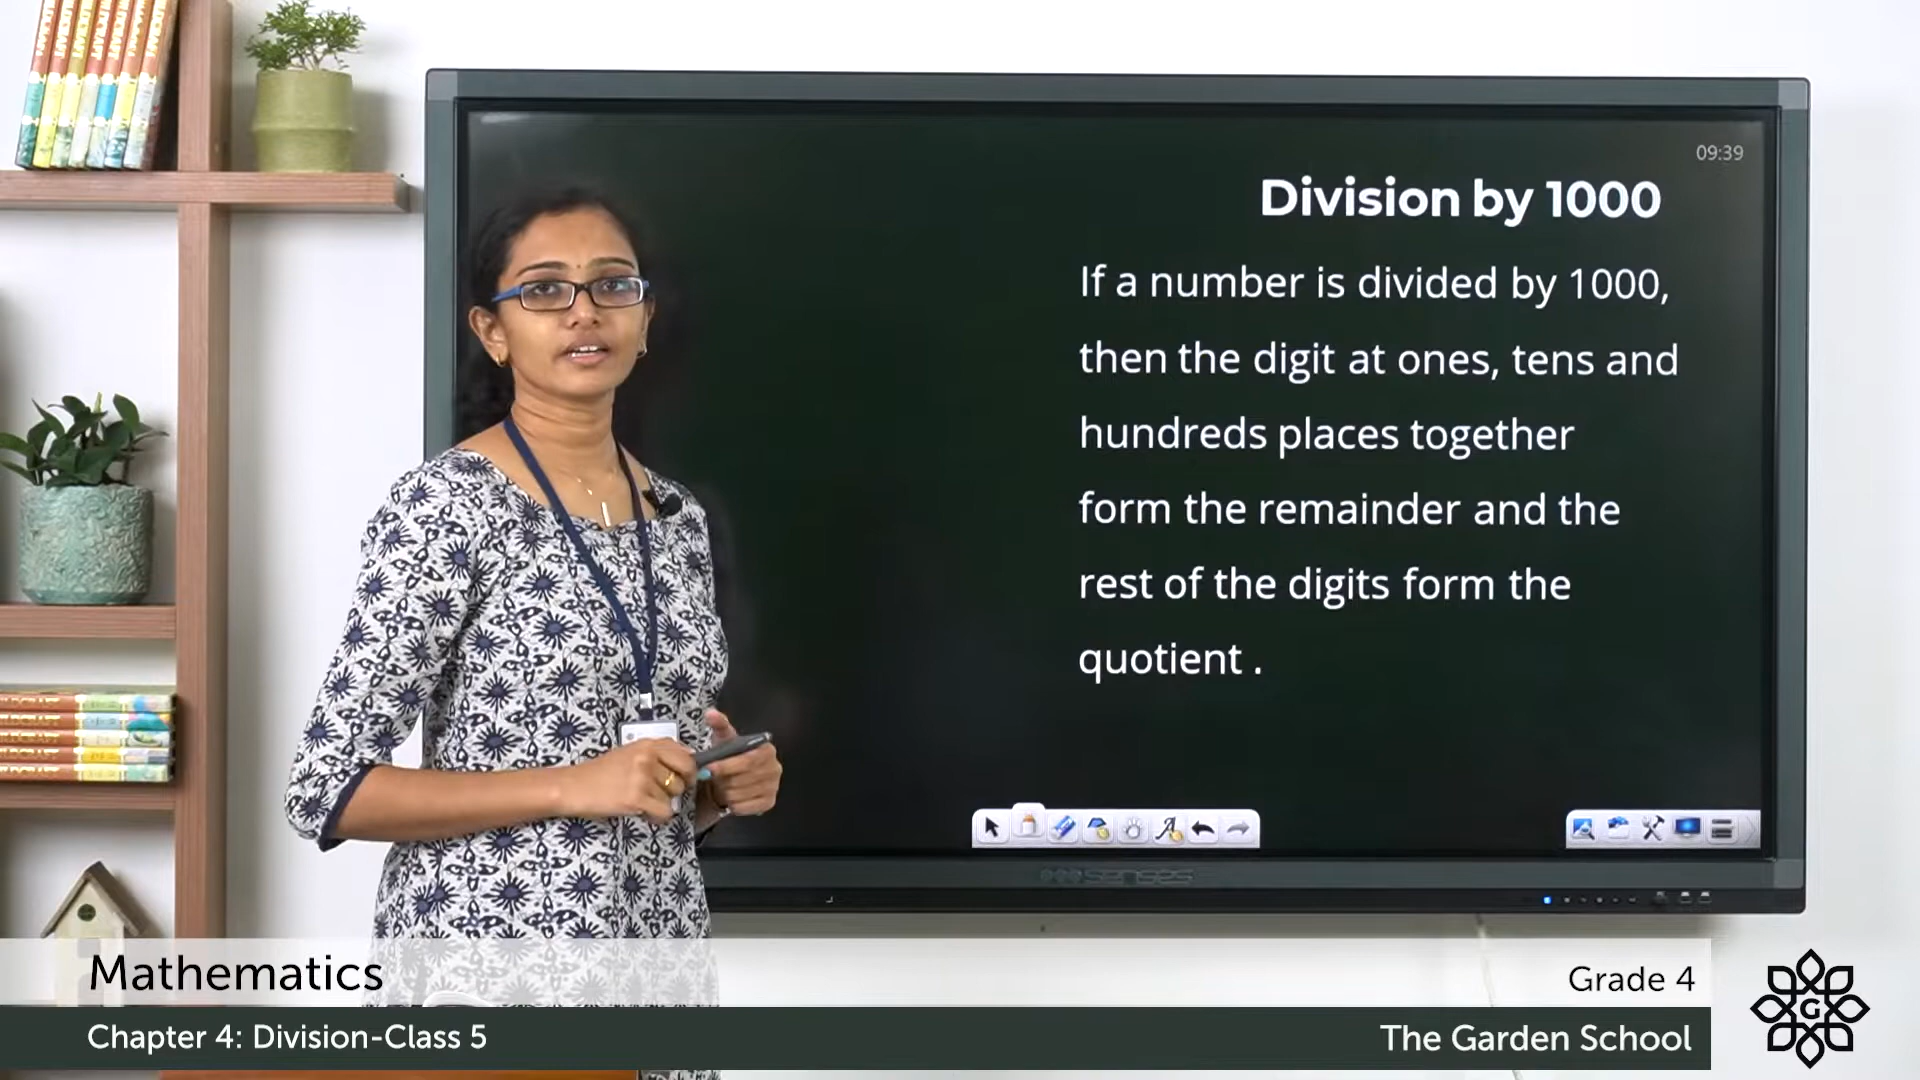 09:39
Division by 1000
If a number is divided by 1000,
then the digit at ones, tens and
hundreds places together
form the remainder and the
rest of the digits form the
quotient .
senses
Mathematics
Grade 4
Chapter 4: Division-Class 5
The Garden School
G